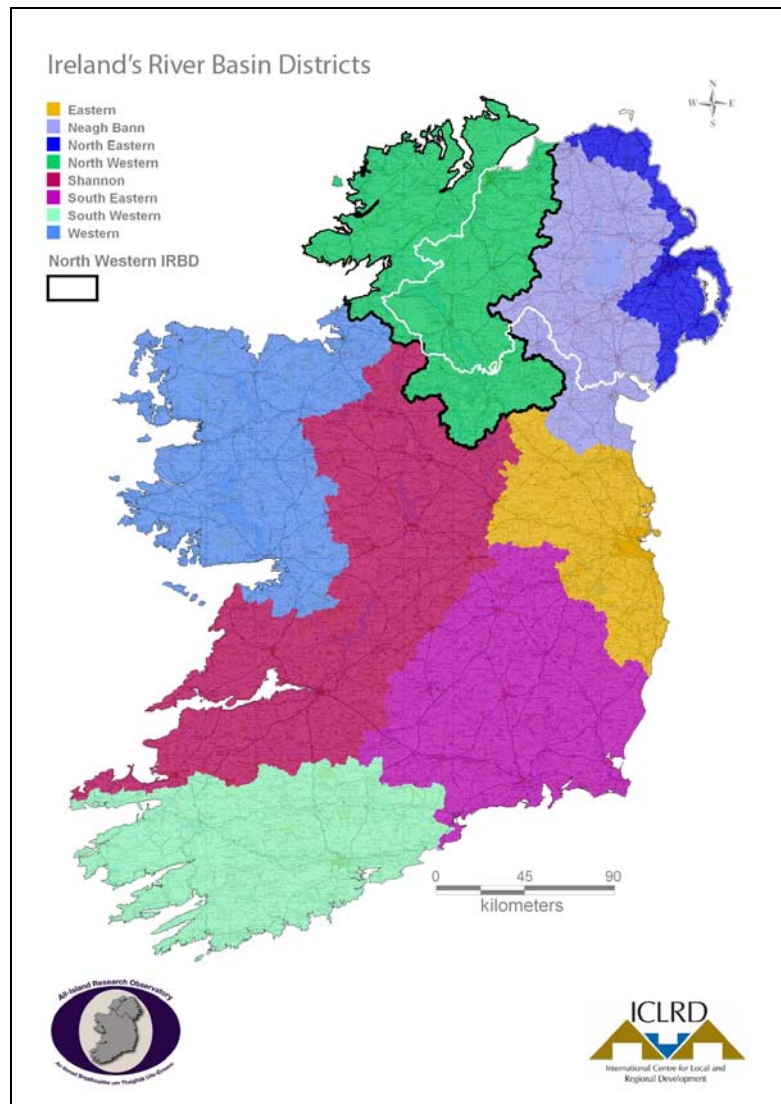 Ireland's River Basin Districts
N
W E
S
Eastern
Neagh Bann
North Eastern
North Western
Shannon
South Eastern
South Western
Western
North Western IRBD
0 45 90
kilometers
All-Island Research Observatory
ICLRD
International Centre for Local and
Regional Development